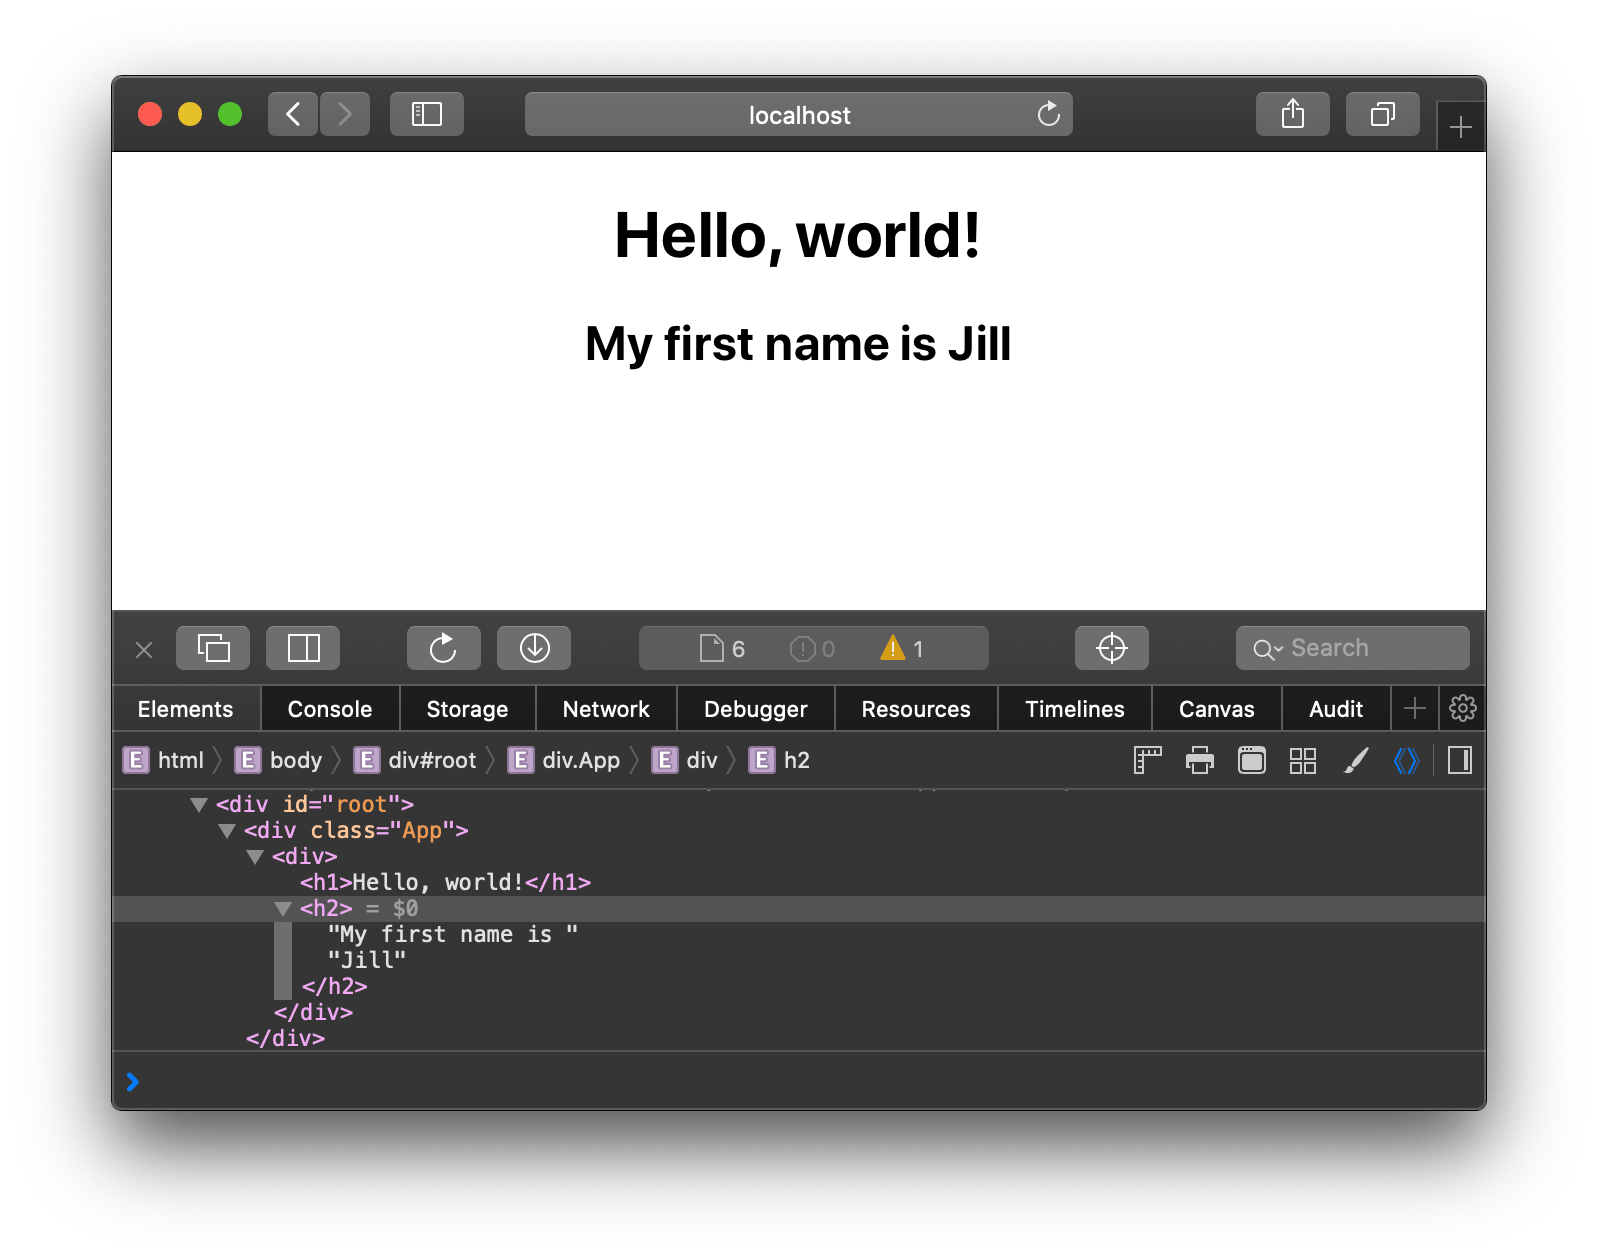 localhost
Hello, world!
My first name is Jill
6 0 1 Search
Elements Console Storage Network Debugger Resources Timelines Canvas Audit
E html E body E div#root E div.App E div E h2
<div id="root">
<div class="App">
<div>
<h1>Hello, world!</h1>
<h2> = $0
"My first name is "
"Jill"
</h2>
</div>
</div>